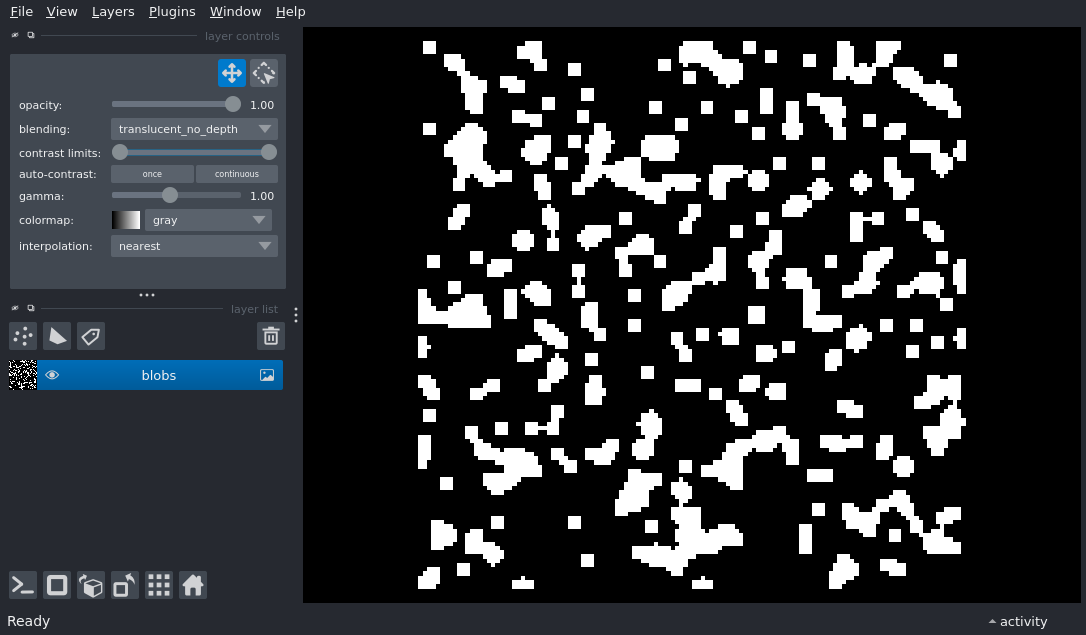 File View Layers Plugins Window Help
layer controls
opacity: 1.00
blending: translucent_no_depth
contrast limits:
auto-contrast: once continuous
gamma: 1.00
colormap: gray
interpolation: nearest
layer list
blobs
Ready activity